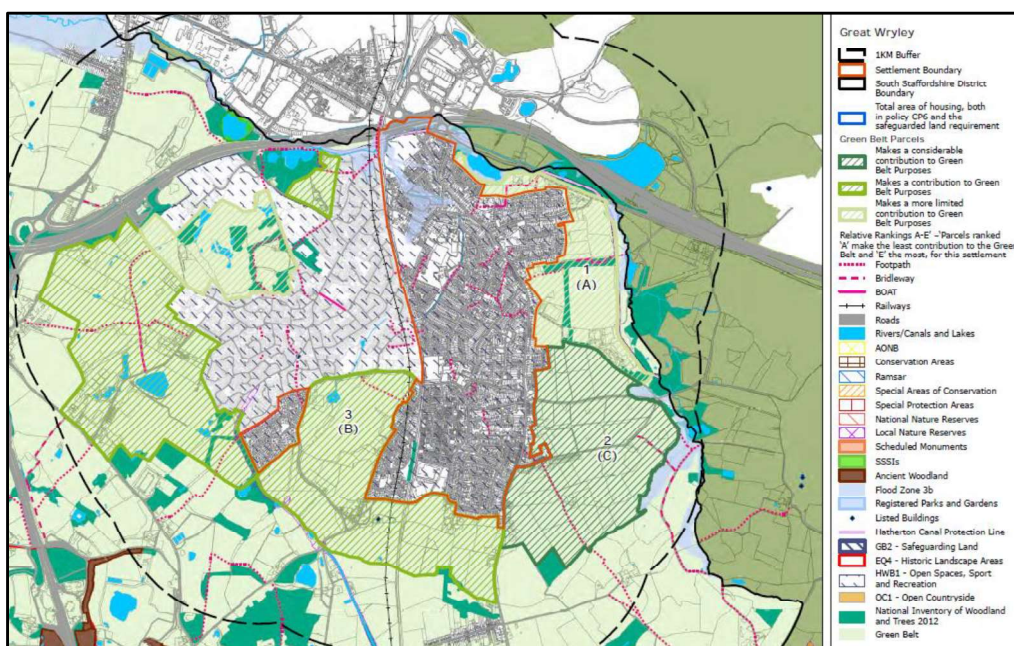 Great Wryley
1KM Buffer
Settlement Boundary
South Staffordshire District
Boundary
Total area of housing, both
in policy CP6 and the
safeguarded land requirement
Green Belt Parcels
Makes a considerable
contribution to Green
Belt Purposes
Makes a contribution to Green
Belt Purposes
Makes a more limited
contribution to Green
Belt Purposes
Relative Rankings A-E' –'Parcels ranked
'A' make the least contribution to the Green
Belt and 'E' the most, for this settlement
Footpath
Bridleway
BOAT
Railways
Roads
Rivers/Canals and Lakes
AONB
Conservation Areas
Ramsar
Special Areas of Conservation
Special Protection Areas
National Nature Reserves
Local Nature Reserves
Scheduled Monuments
SSSIs
Ancient Woodland
Flood Zone 3b
Registered Parks and Gardens
Listed Buildings
Hatherton Canal Protection Line
GB2 - Safeguarding Land
EQ4 - Historic Landscape Areas
HWB1 - Open Spaces, Sport
and Recreation
OC1 - Open Countryside
National Inventory of Woodland
and Trees 2012
Green Belt
1
(A)
3
(B)
2
(C)